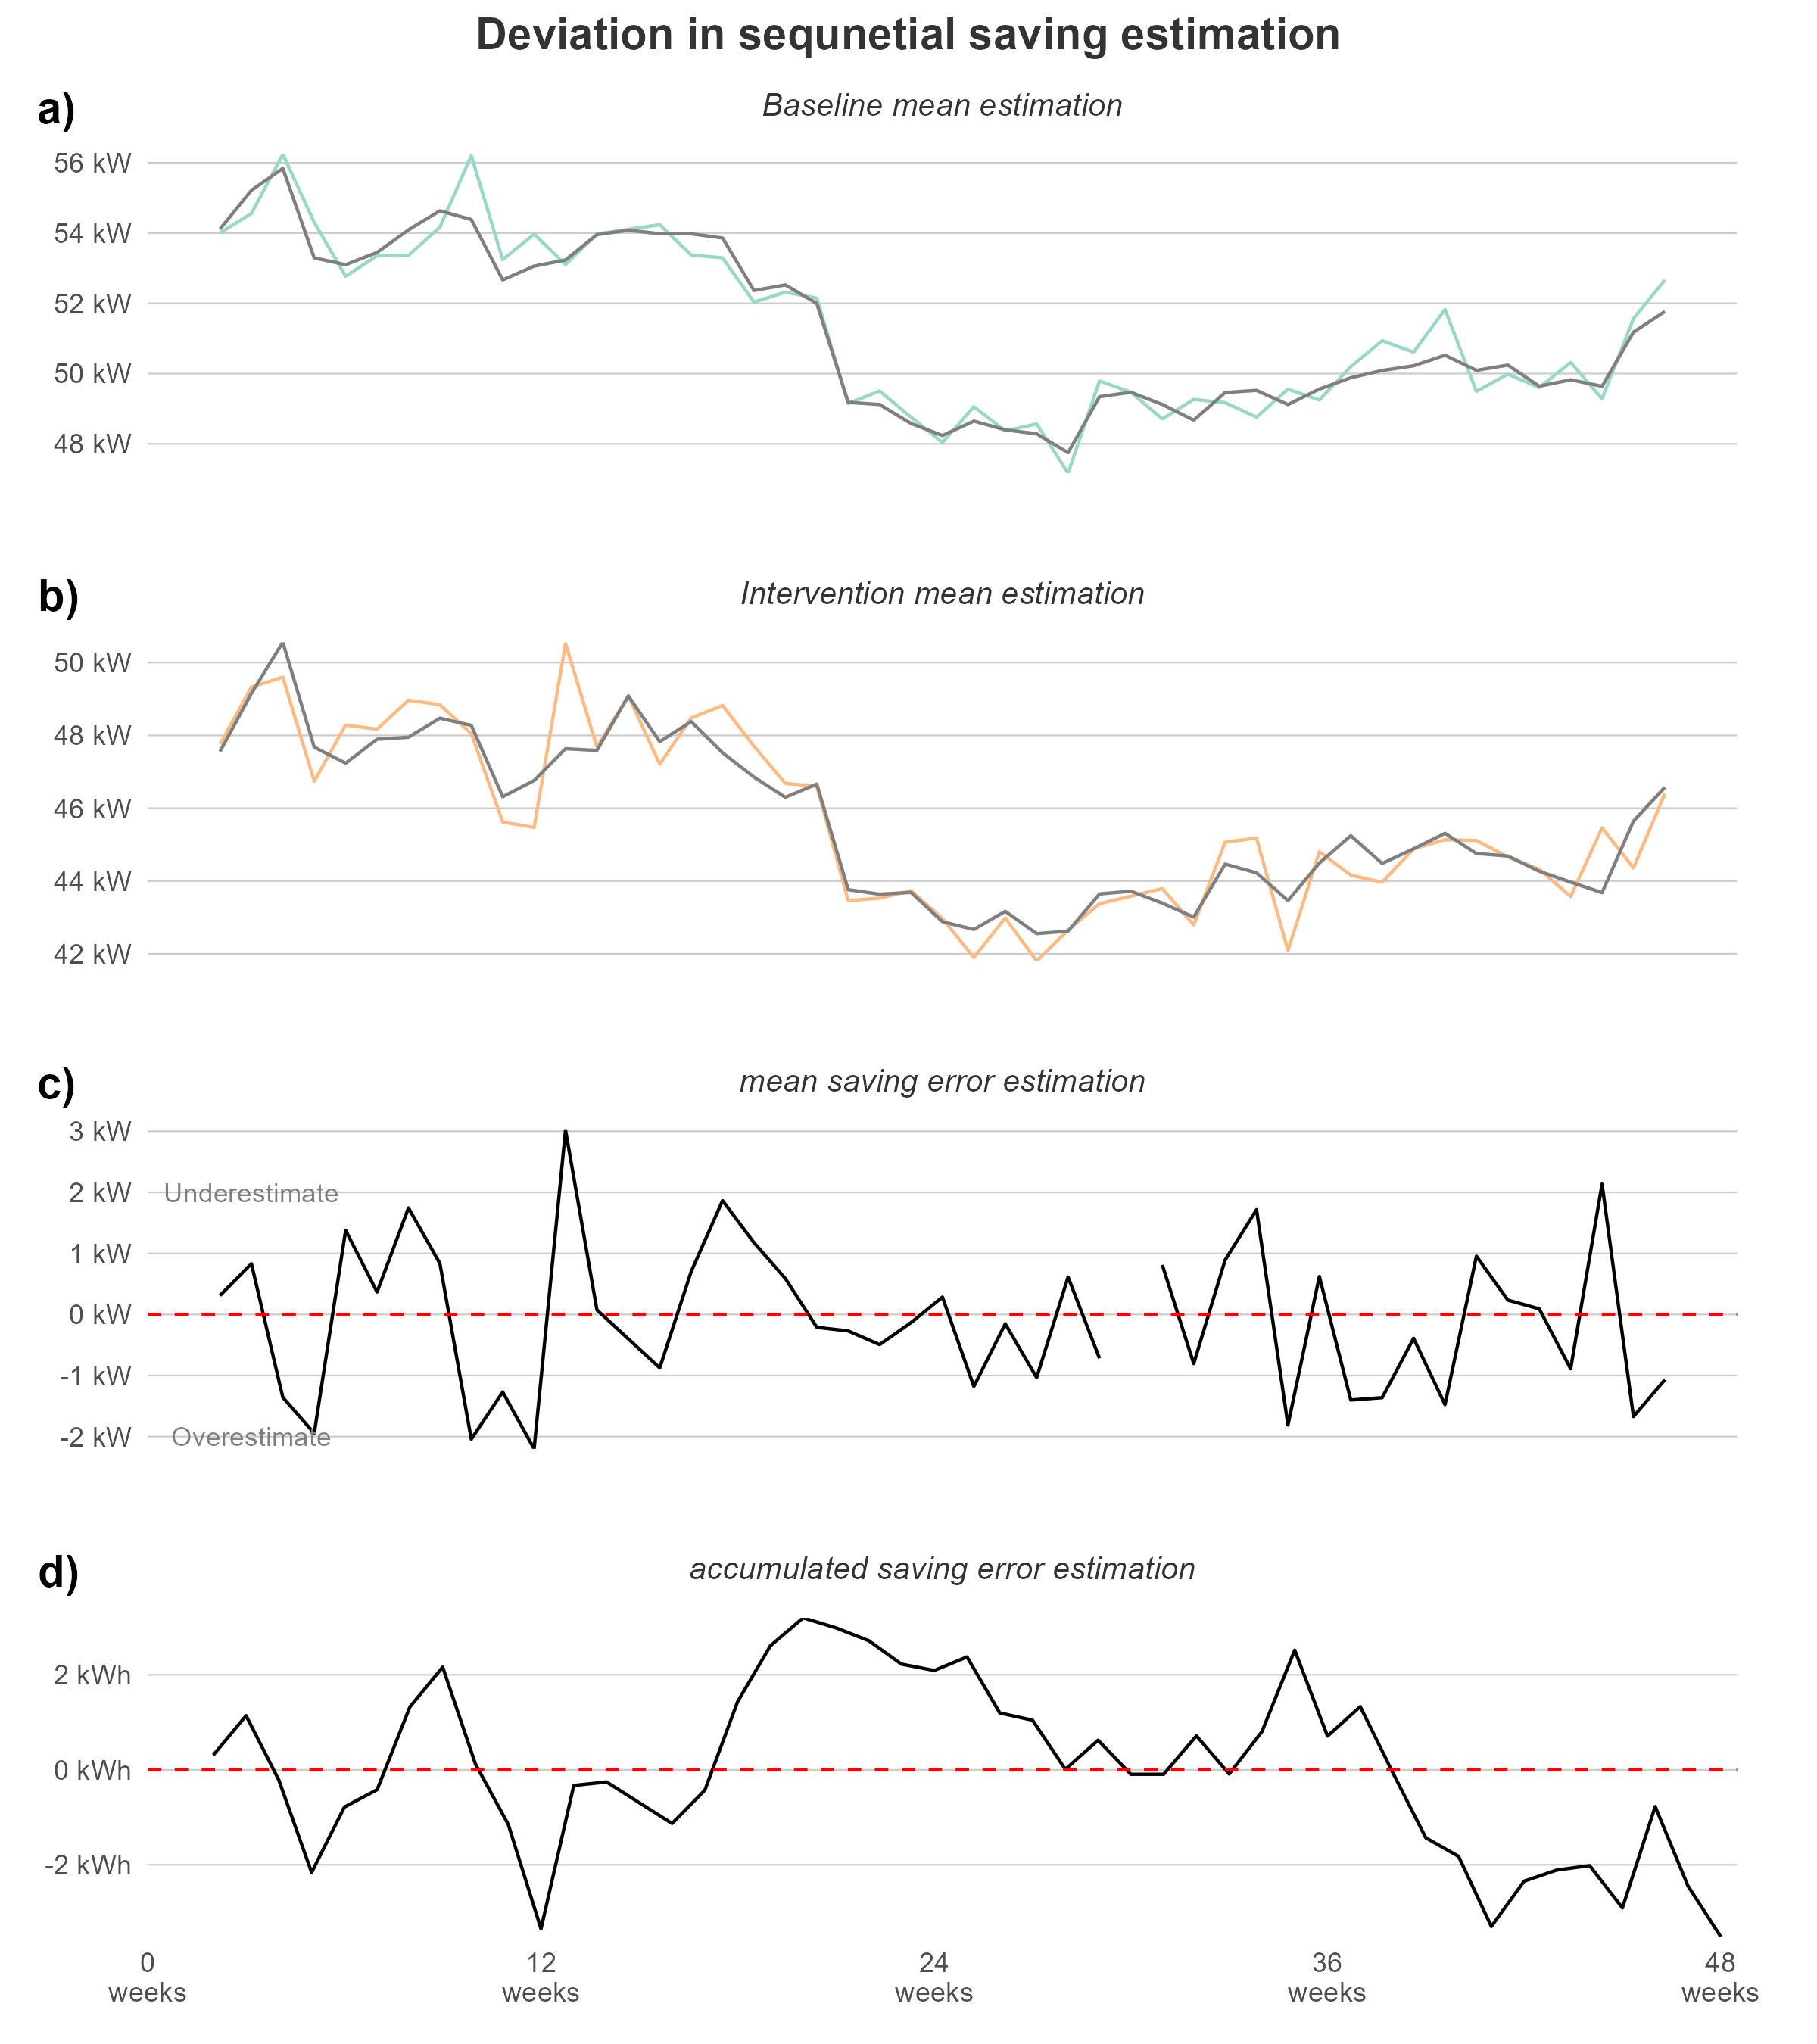 Deviation in sequnetial saving estimation
a)
Baseline mean estimation
56 kW
54 kW
52 kW
50 kW
48 kW
b)
Intervention mean estimation
50 kW
48 kW
46 kW
44 kW
42 kW
c)
mean saving error estimation
3 kW
2 kW
Underestimate
1 kW
0 kW
-1 kW
-2 kW
Overestimate
d)
accumulated saving error estimation
2 kWh
0 kWh
-2 kWh
0 12 24 36 48
weeks weeks weeks weeks weeks